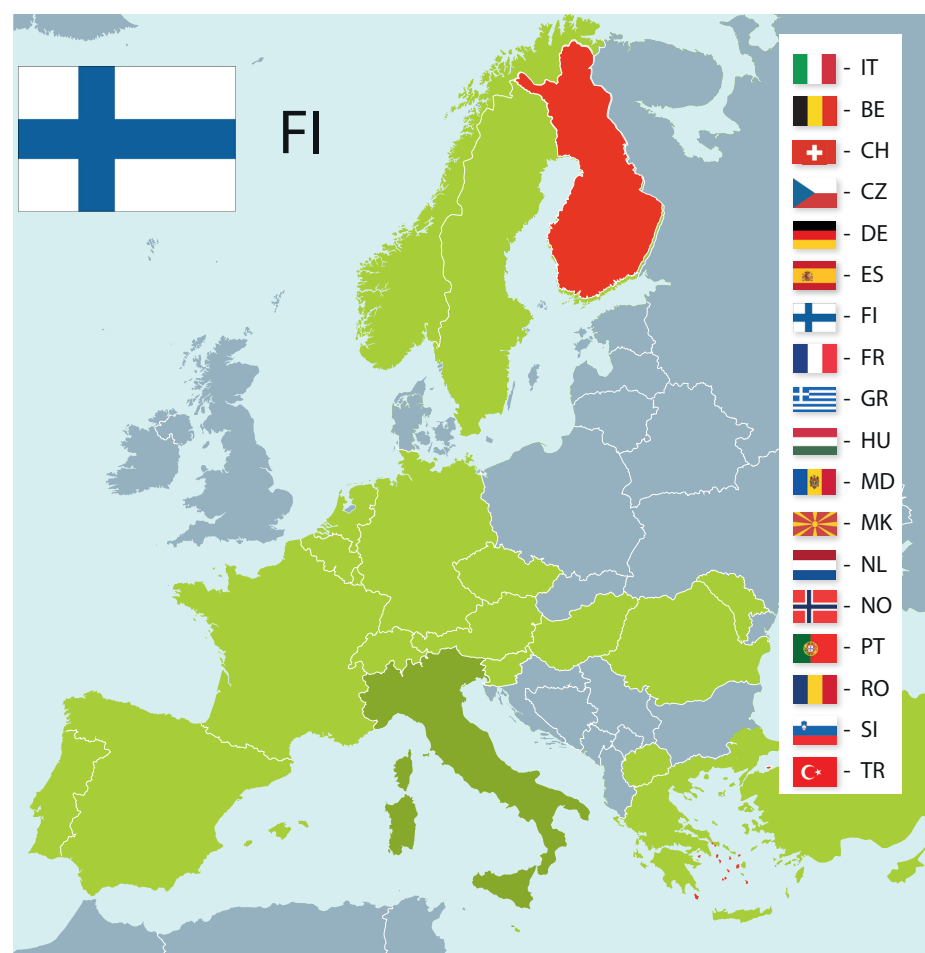 FI
- IT
- BE
- CH
- CZ
- DE
- ES
- FI
- FR
- GR
- HU
- MD
- MK
- NL
- NO
- PT
- RO
- SI
- TR